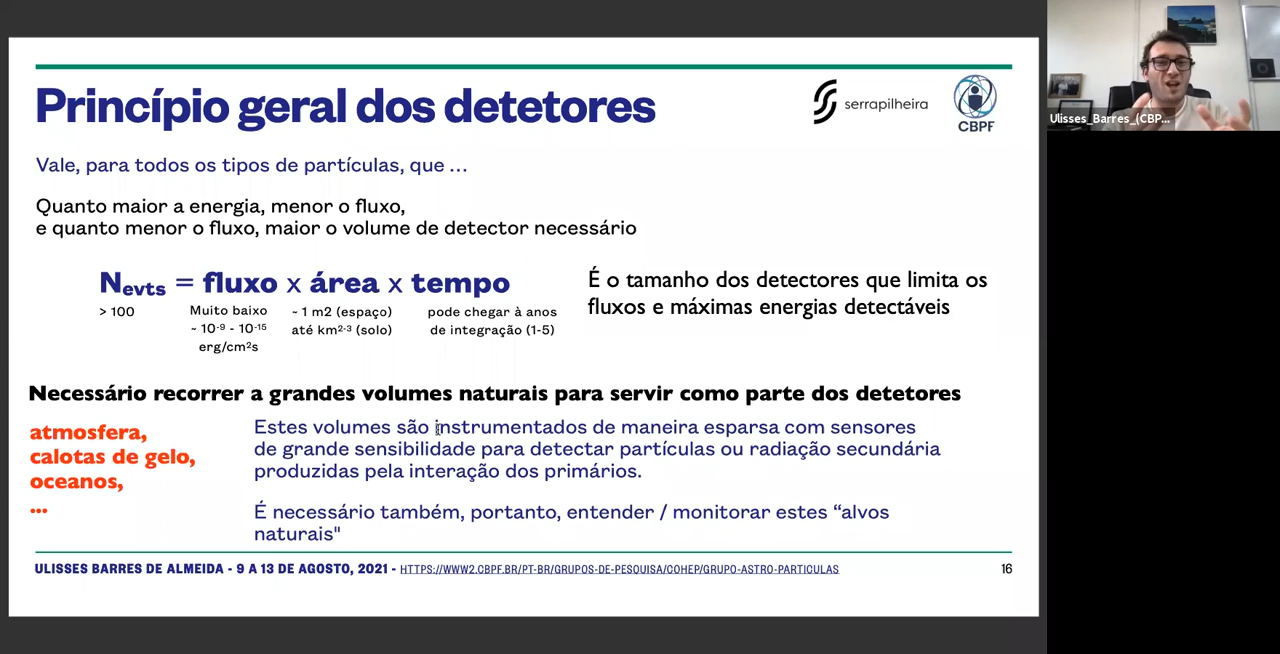 Princípio geral dos detetores
serrapilheira
CBPF
Vale, para todos os tipos de partículas, que ...
Quanto maior a energia, menor o fluxo,
e quanto menor o fluxo, maior o volume de detector necessário
Nevts = fluxo x área x tempo
> 100
Muito baixo
~ 10-9 - 10-15
erg/cm2s
~ 1 m2 (espaço)
até km2-3 (solo)
pode chegar à anos
de integração (1-5)
É o tamanho dos detectores que limita os
fluxos e máximas energias detectáveis
Necessário recorrer a grandes volumes naturais para servir como parte dos detetores
atmosfera,
calotas de gelo,
oceanos,
...
Estes volumes são instrumentados de maneira esparsa com sensores
de grande sensibilidade para detectar partículas ou radiação secundária
produzidas pela interação dos primários.
É necessário também, portanto, entender / monitorar estes “alvos
naturais"
ULISSES BARRES DE ALMEIDA - 9 A 13 DE AGOSTO, 2021 - HTTPS://WWW2.CBPF.BR/PT-BR/GRUPOS-DE-PESQUISA/COHEP/GRUPO-ASTRO-PARTICULAS
16
Ulisses_Barres_(CBP...